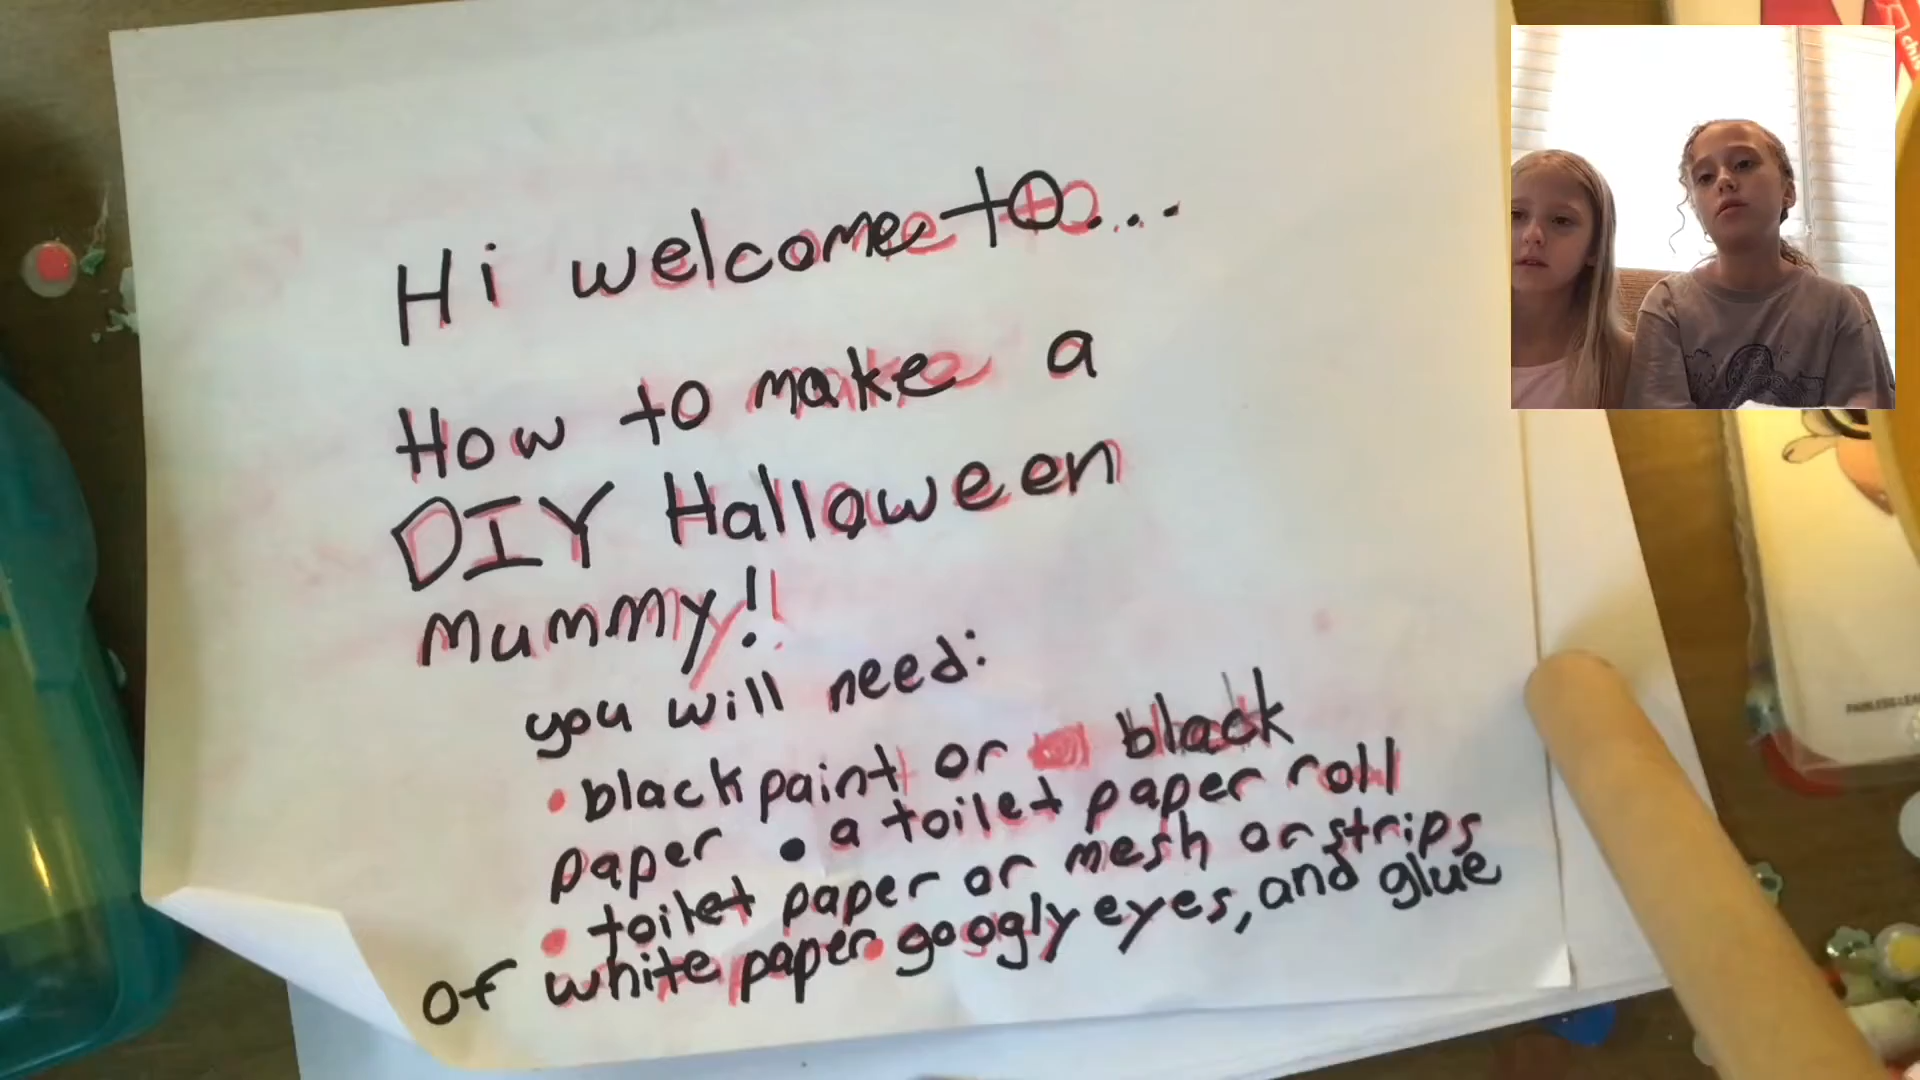 Hi welcome to...
How to make a
DIY Halloween
mummy!!
you will need:
• black paint or black
paper • a toilet paper roll
• toilet paper or mesh or strips
of white paper • googly eyes, and glue